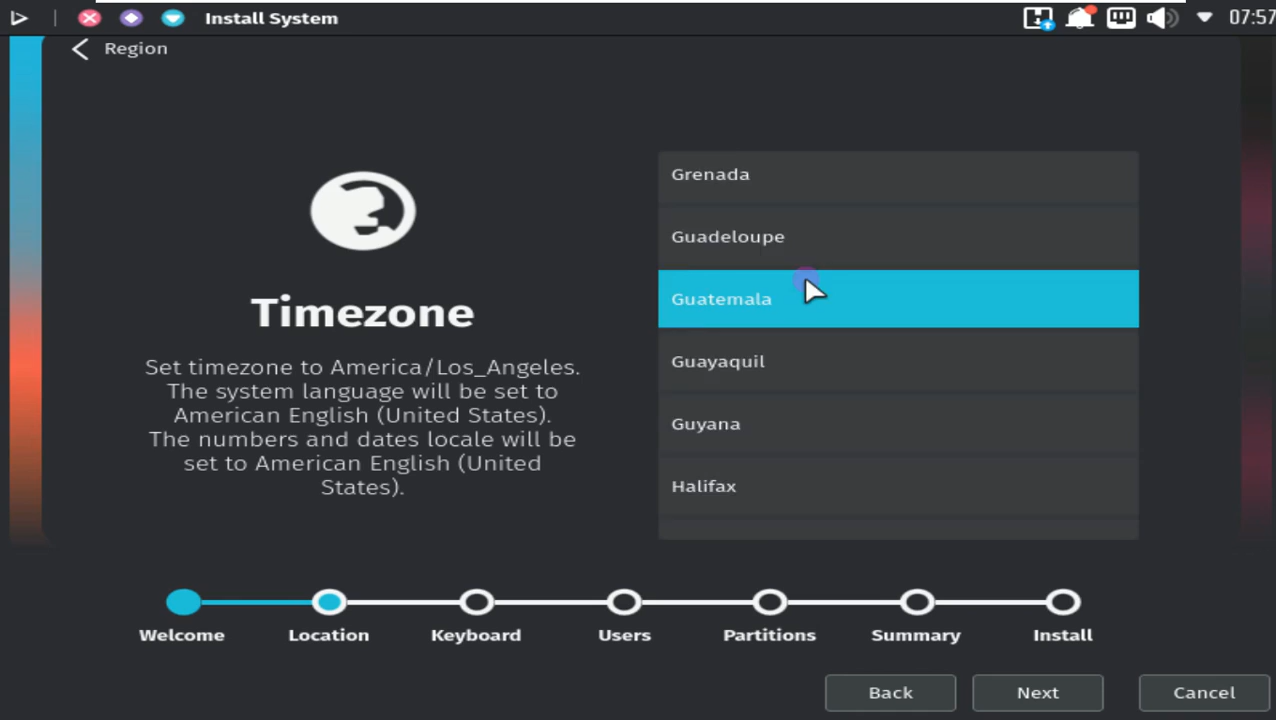 Install System
07:57
Region
Timezone
Set timezone to America/Los_Angeles.
The system language will be set to
American English (United States).
The numbers and dates locale will be
set to American English (United
States).
Grenada
Guadeloupe
Guatemala
Guayaquil
Guyana
Halifax
Welcome
Location
Keyboard
Users
Partitions
Summary
Install
Back
Next
Cancel